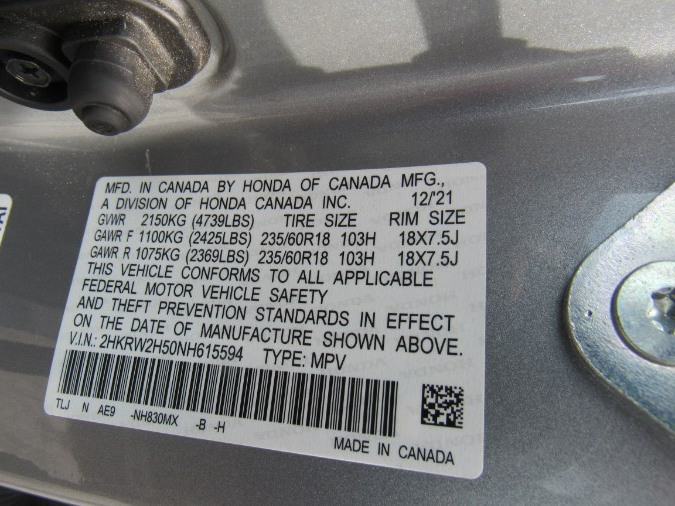 MFD. IN CANADA BY HONDA OF CANADA MFG.,
A DIVISION OF HONDA CANADA INC. 12/'21
GVWR 2150KG (4739LBS) TIRE SIZE RIM SIZE
GAWR F 1100KG (2425LBS) 235/60R18 103H 18X7.5J
GAWR R 1075KG (2369LBS) 235/60R18 103H 18X7.5J
THIS VEHICLE CONFORMS TO ALL APPLICABLE
FEDERAL MOTOR VEHICLE SAFETY
AND THEFT PREVENTION STANDARDS IN EFFECT
ON THE DATE OF MANUFACTURE SHOWN ABOVE.
V.I.N.: 2HKRW2H50NH615594 TYPE: MPV
TLJ N AE9 -NH830MX -B -H
MADE IN CANADA